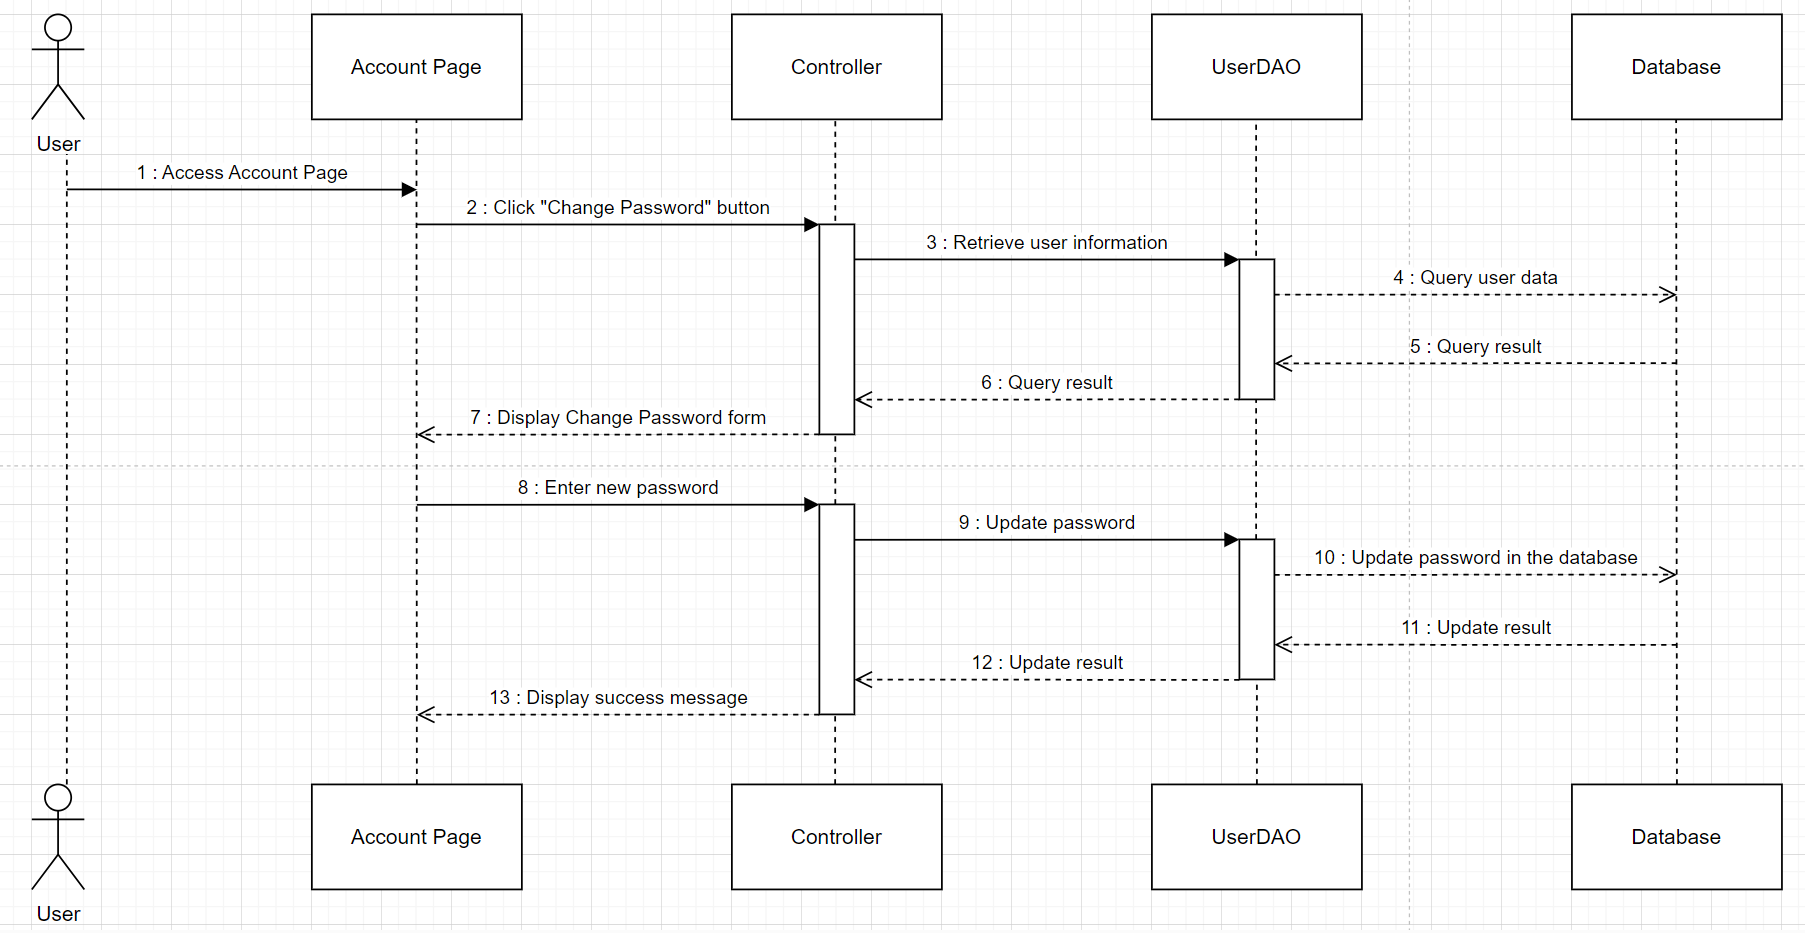 Account Page
Controller
UserDAO
Database
User
1 : Access Account Page
2 : Click "Change Password" button
3 : Retrieve user information
4 : Query user data
5 : Query result
6 : Query result
7 : Display Change Password form
8 : Enter new password
9 : Update password
10 : Update password in the database
11 : Update result
12 : Update result
13 : Display success message
Account Page
Controller
UserDAO
Database
User